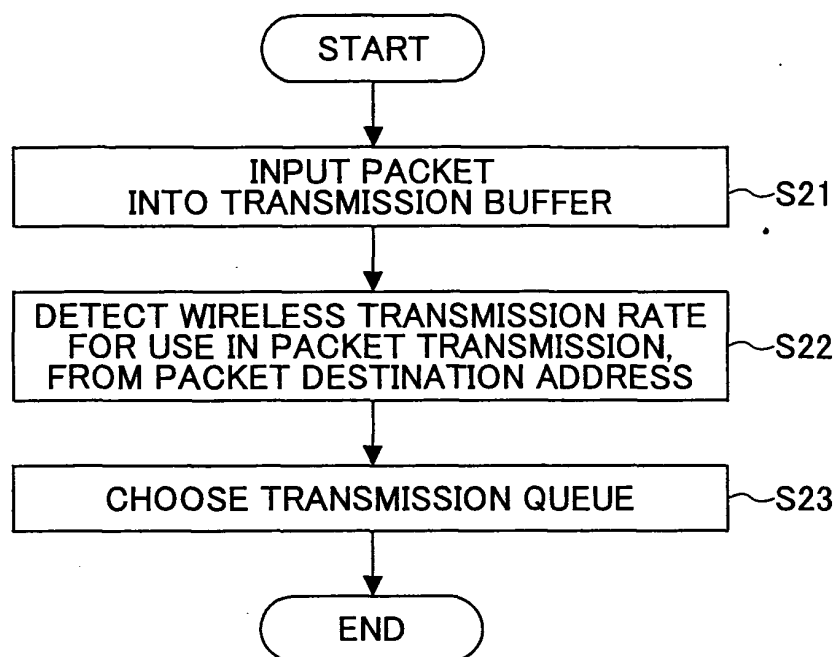 START
INPUT PACKET
INTO TRANSMISSION BUFFER
S21
DETECT WIRELESS TRANSMISSION RATE
FOR USE IN PACKET TRANSMISSION,
FROM PACKET DESTINATION ADDRESS
S22
CHOOSE TRANSMISSION QUEUE
S23
END